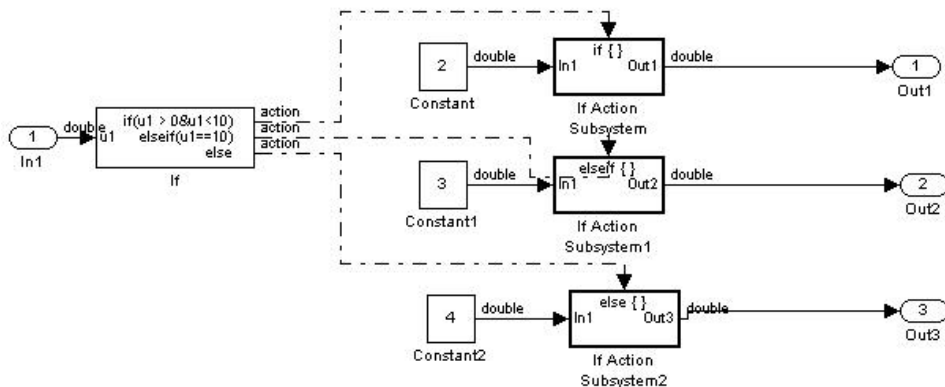 if { }
In1
Out1
double
2
double
1
Constant
Out1
If Action
Subsystem
action
action
action
double
1
In1
u1
if(u1 > 0&u1<10)
elseif(u1==10)
else
If
elseif { }
In1
Out2
double
3
double
2
Constant1
Out2
If Action
Subsystem1
else { }
In1
Out3
double
4
double
3
Constant2
Out3
If Action
Subsystem2